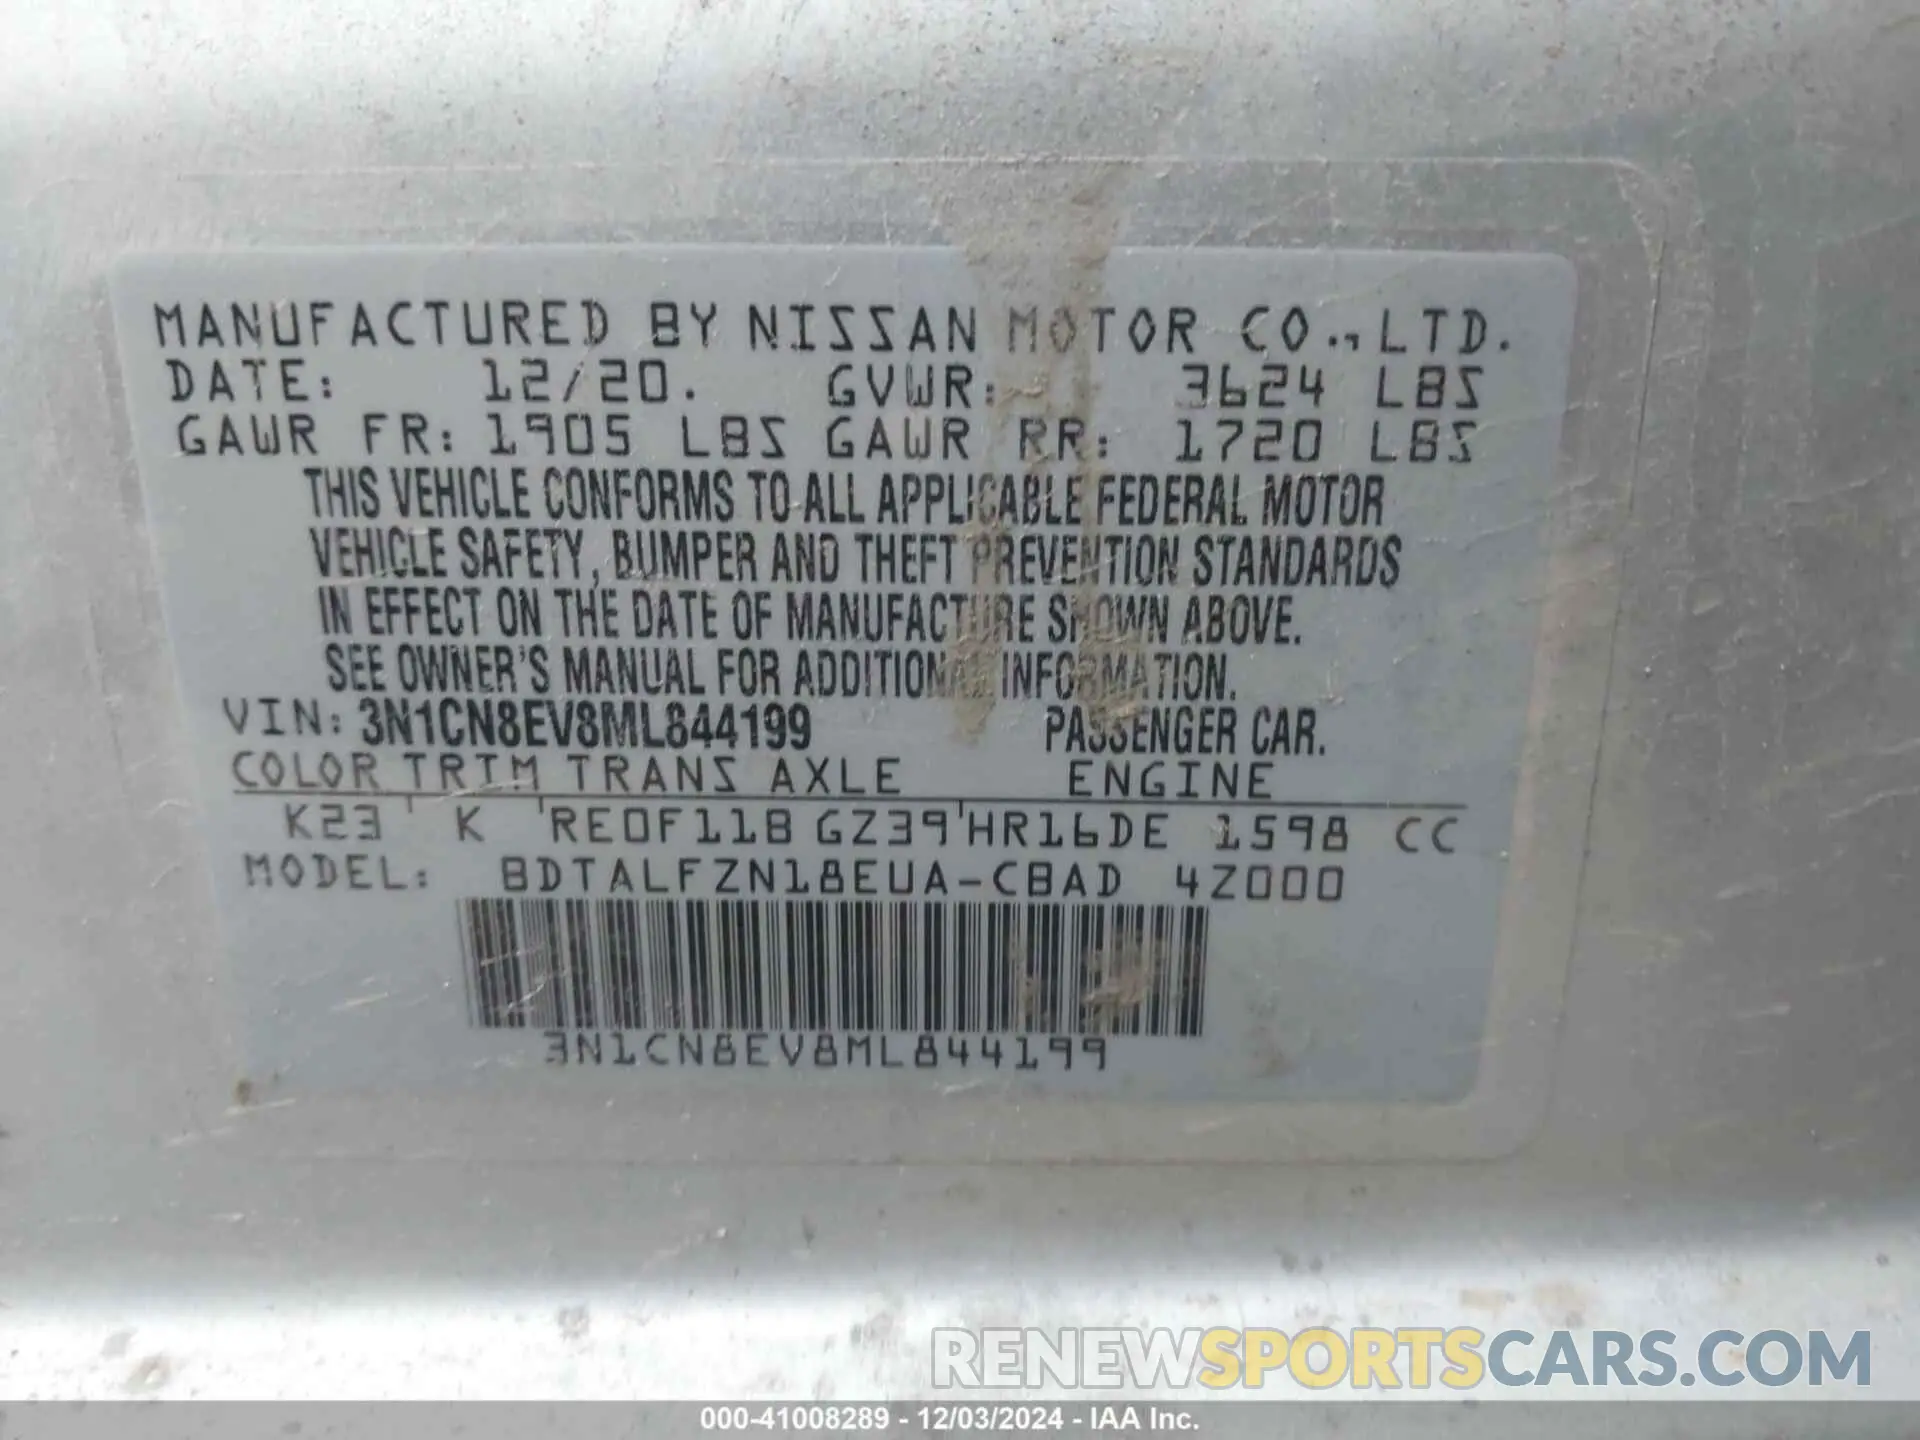 MANUFACTURED BY NISSAN MOTOR CO.,LTD.
DATE: 12/20. GVWR: 3624 LBS
GAWR FR: 1905 LBS GAWR RR: 1720 LBS
THIS VEHICLE CONFORMS TO ALL APPLICABLE FEDERAL MOTOR
VEHICLE SAFETY, BUMPER AND THEFT PREVENTION STANDARDS
IN EFFECT ON THE DATE OF MANUFACTURE SHOWN ABOVE.
SEE OWNER'S MANUAL FOR ADDITIONAL INFORMATION.
VIN: 3N1CN8EV8ML844199 PASSENGER CAR.
COLOR TRIM TRANS AXLE ENGINE
K23 K RE0F11B GZ39 HR16DE 1598 CC
MODEL: BDTALFZN18EUA-CBAD 4Z000
3N1CN8EV8ML844199
RENEWSPORTSCARS.COM
000-41008289 - 12/03/2024 - IAA Inc.